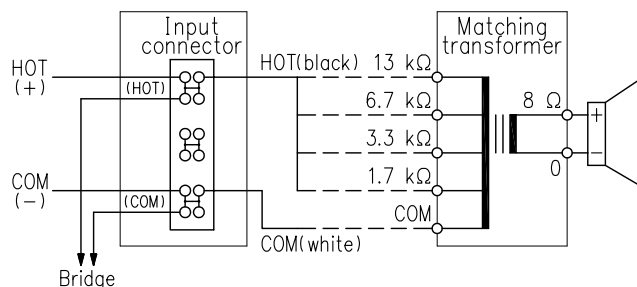 Input
connector
Matching
transformer
HOT
(+)
(HOT)
HOT(black)
13 kΩ
6.7 kΩ
3.3 kΩ
1.7 kΩ
8 Ω
+
−
0
COM
(−)
(COM)
COM
COM(white)
Bridge